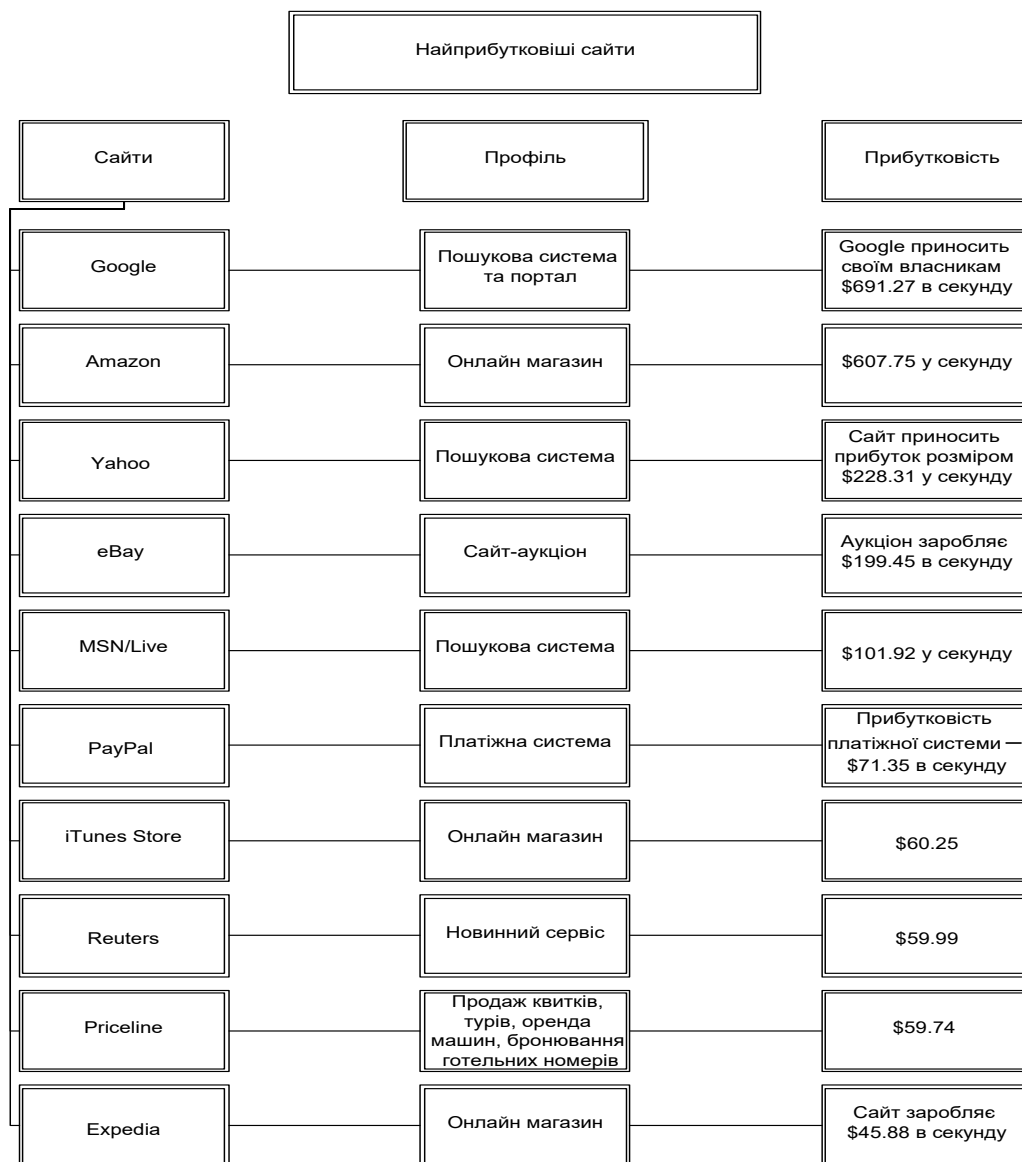 Найприбутковіші сайти
Сайти
Профіль
Прибутковість
Google
Пошукова система
та портал
Google приносить
своїм власникам
$691.27 в секунду
Amazon
Онлайн магазин
$607.75 у секунду
Yahoo
Пошукова система
Сайт приносить
прибуток розміром
$228.31 у секунду
eBay
Сайт-аукціон
Аукціон заробляє
$199.45 в секунду
MSN/Live
Пошукова система
$101.92 у секунду
PayPal
Платіжна система
Прибутковість
платіжної системи —
$71.35 в секунду
iTunes Store
Онлайн магазин
$60.25
Reuters
Новинний сервіс
$59.99
Priceline
Продаж квитків,
турів, оренда
машин, бронювання
готельних номерів
$59.74
Expedia
Онлайн магазин
Сайт заробляє
$45.88 в секунду